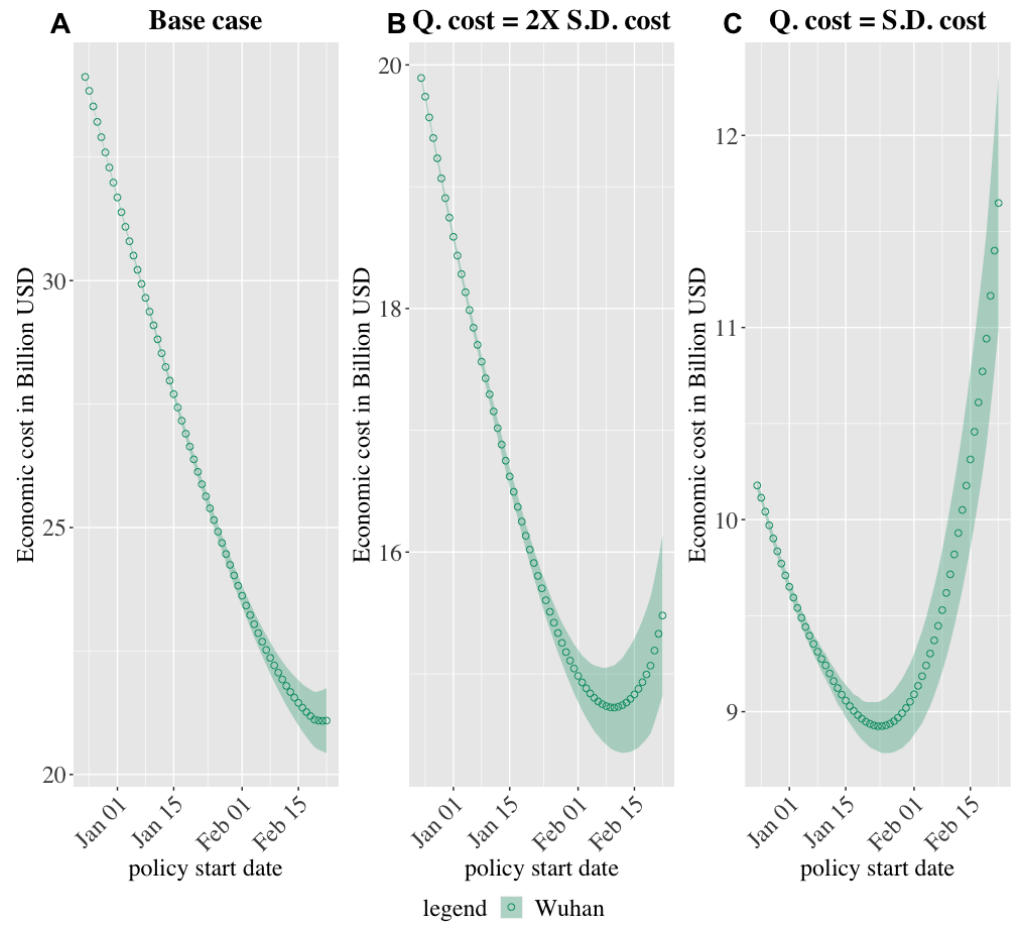 A Base case
Economic cost in Billion USD
30
25
20
Jan 01
Jan 15
Feb 01
Feb 15
policy start date
B Q. cost = 2X S.D. cost
Economic cost in Billion USD
20
18
16
Jan 01
Jan 15
Feb 01
Feb 15
policy start date
C Q. cost = S.D. cost
Economic cost in Billion USD
12
11
10
9
Jan 01
Jan 15
Feb 01
Feb 15
policy start date
legend Wuhan